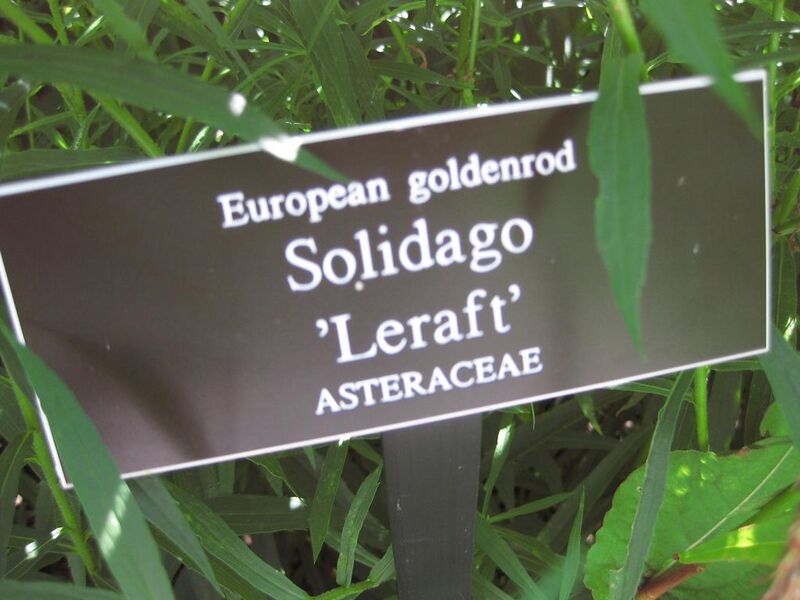 European goldenrod
Solidago
’Leraft’
ASTERACEAE